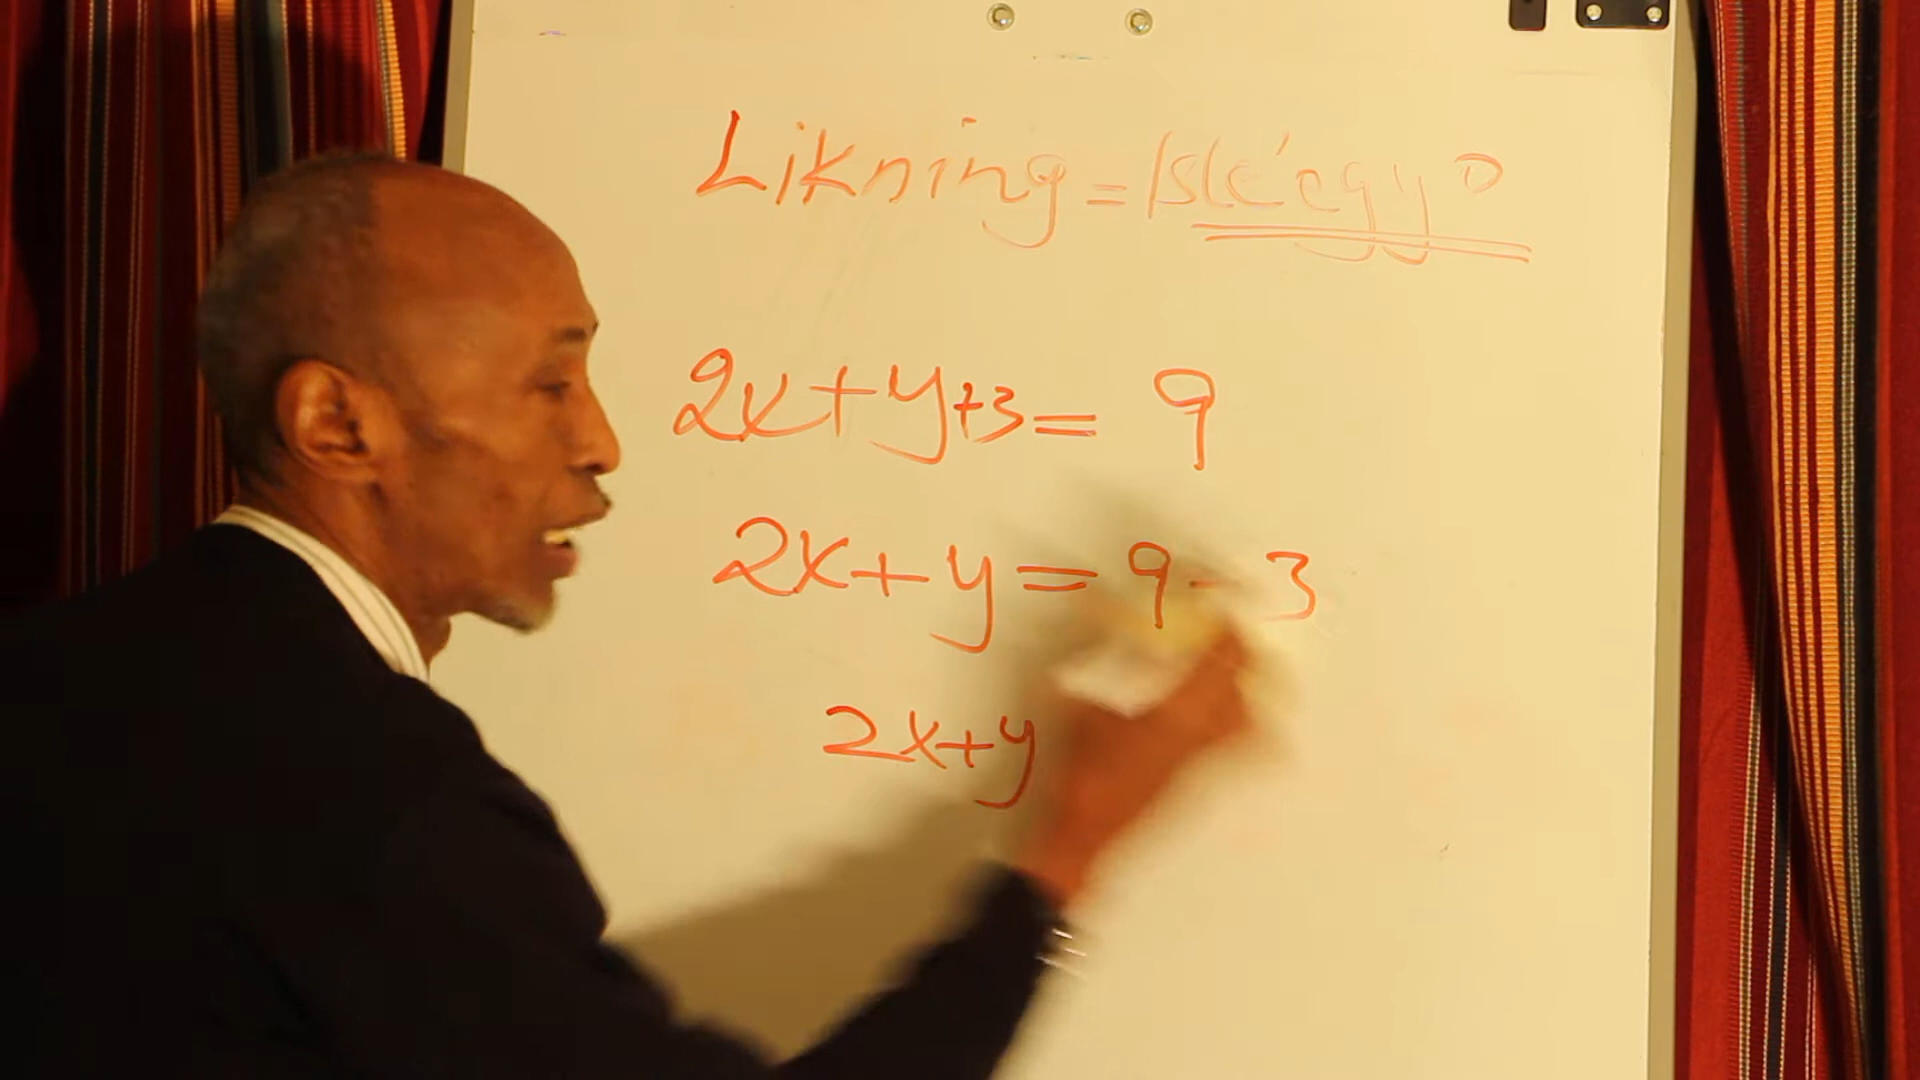 Likning = Isle'egyo
2x+y+3= 9
2x+y=9-3
2x+y